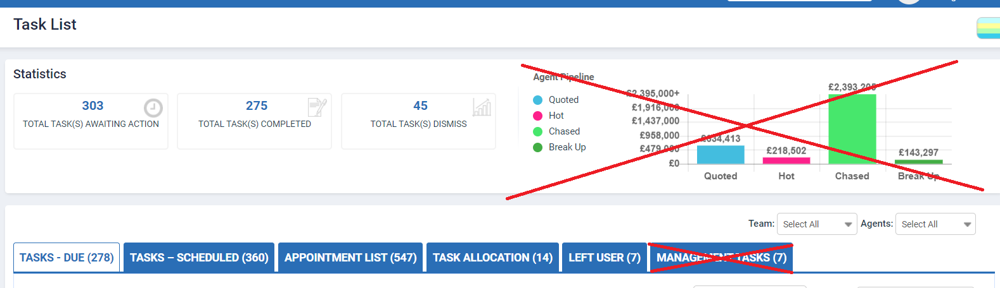 Task List
Statistics
303
TOTAL TASK(S) AWAITING ACTION
275
TOTAL TASK(S) COMPLETED
45
TOTAL TASK(S) DISMISS
Agent Pipeline
Quoted
Hot
Chased
Break Up
£2,395,000+
£1,916,000
£1,437,000
£958,000
£479,000
£0
£634,413
£218,502
£2,393,205
£143,297
Quoted
Hot
Chased
Break Up
Team: Select All Agents: Select All
TASKS - DUE (278) TASKS – SCHEDULED (360) APPOINTMENT LIST (547) TASK ALLOCATION (14) LEFT USER (7) MANAGEMENT TASKS (7)